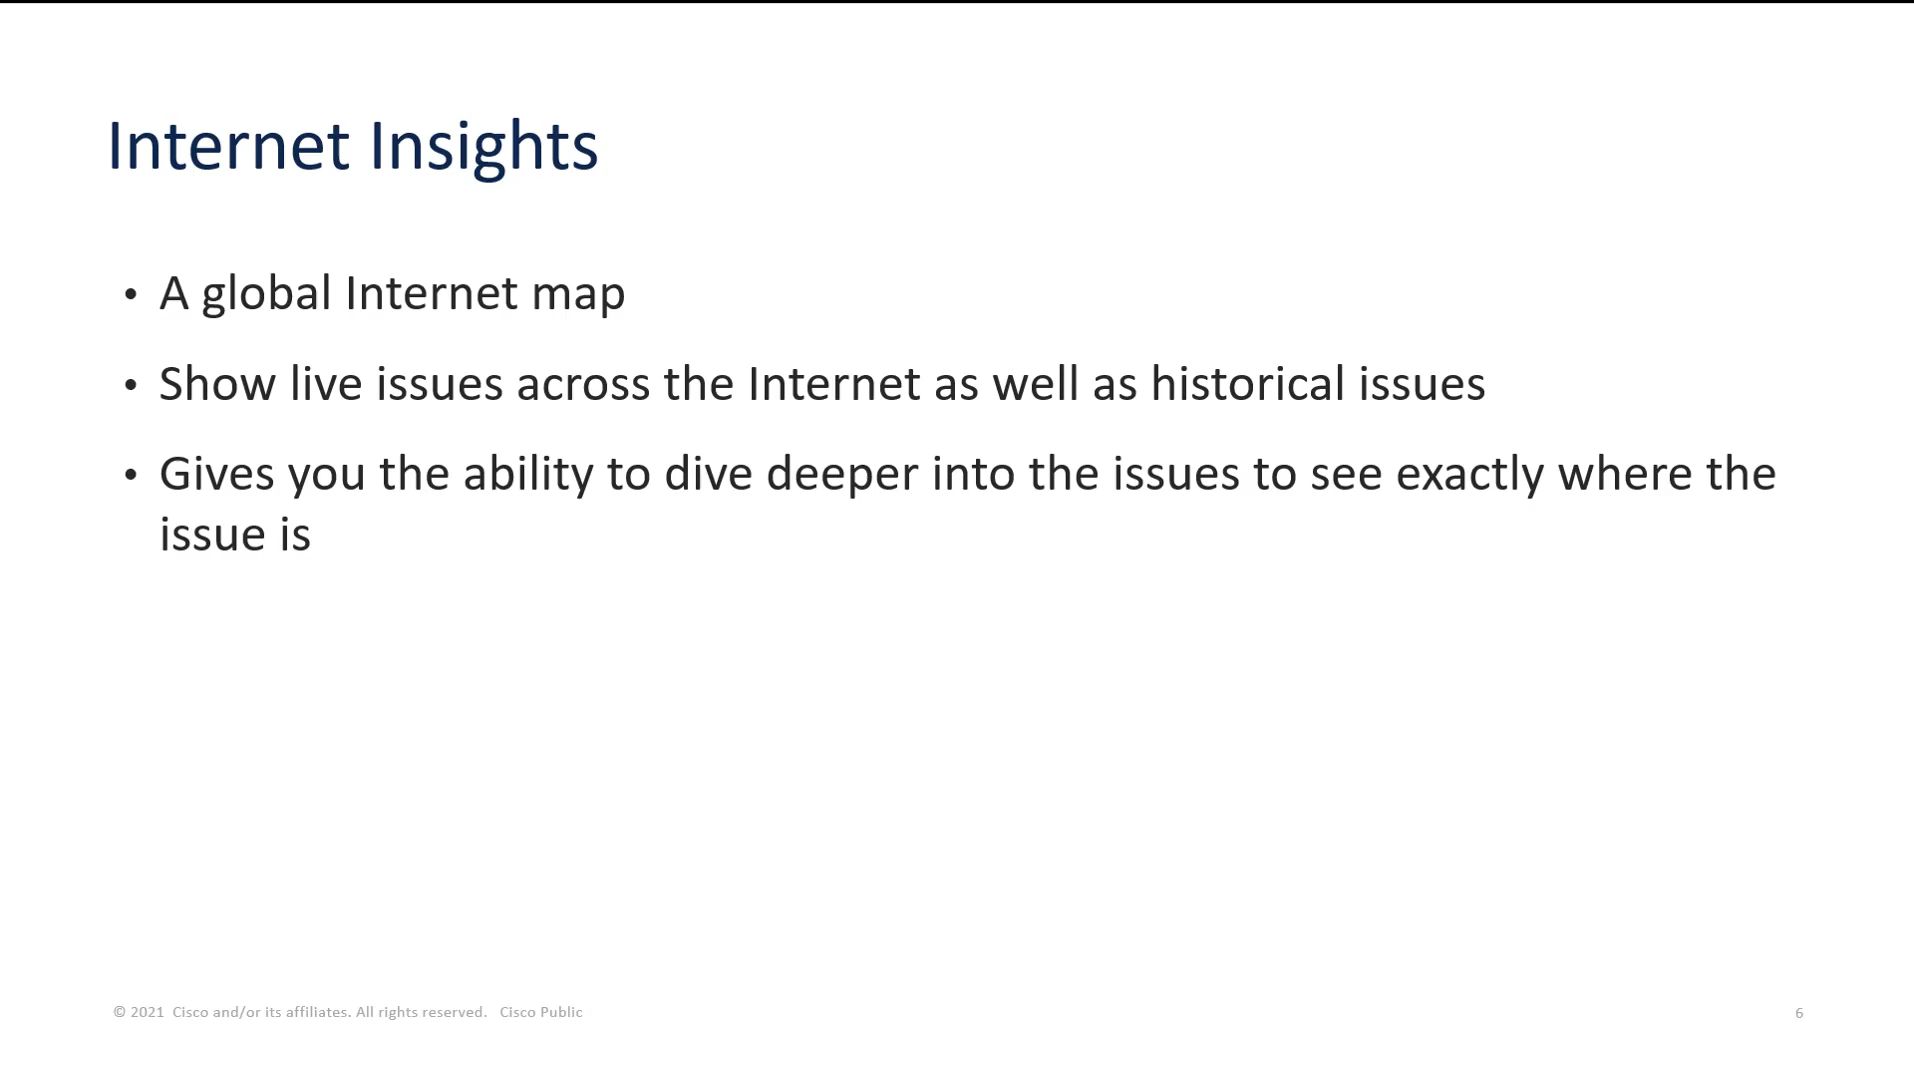 Internet Insights
• A global Internet map
• Show live issues across the Internet as well as historical issues
• Gives you the ability to dive deeper into the issues to see exactly where the
issue is
© 2021 Cisco and/or its affiliates. All rights reserved. Cisco Public
6